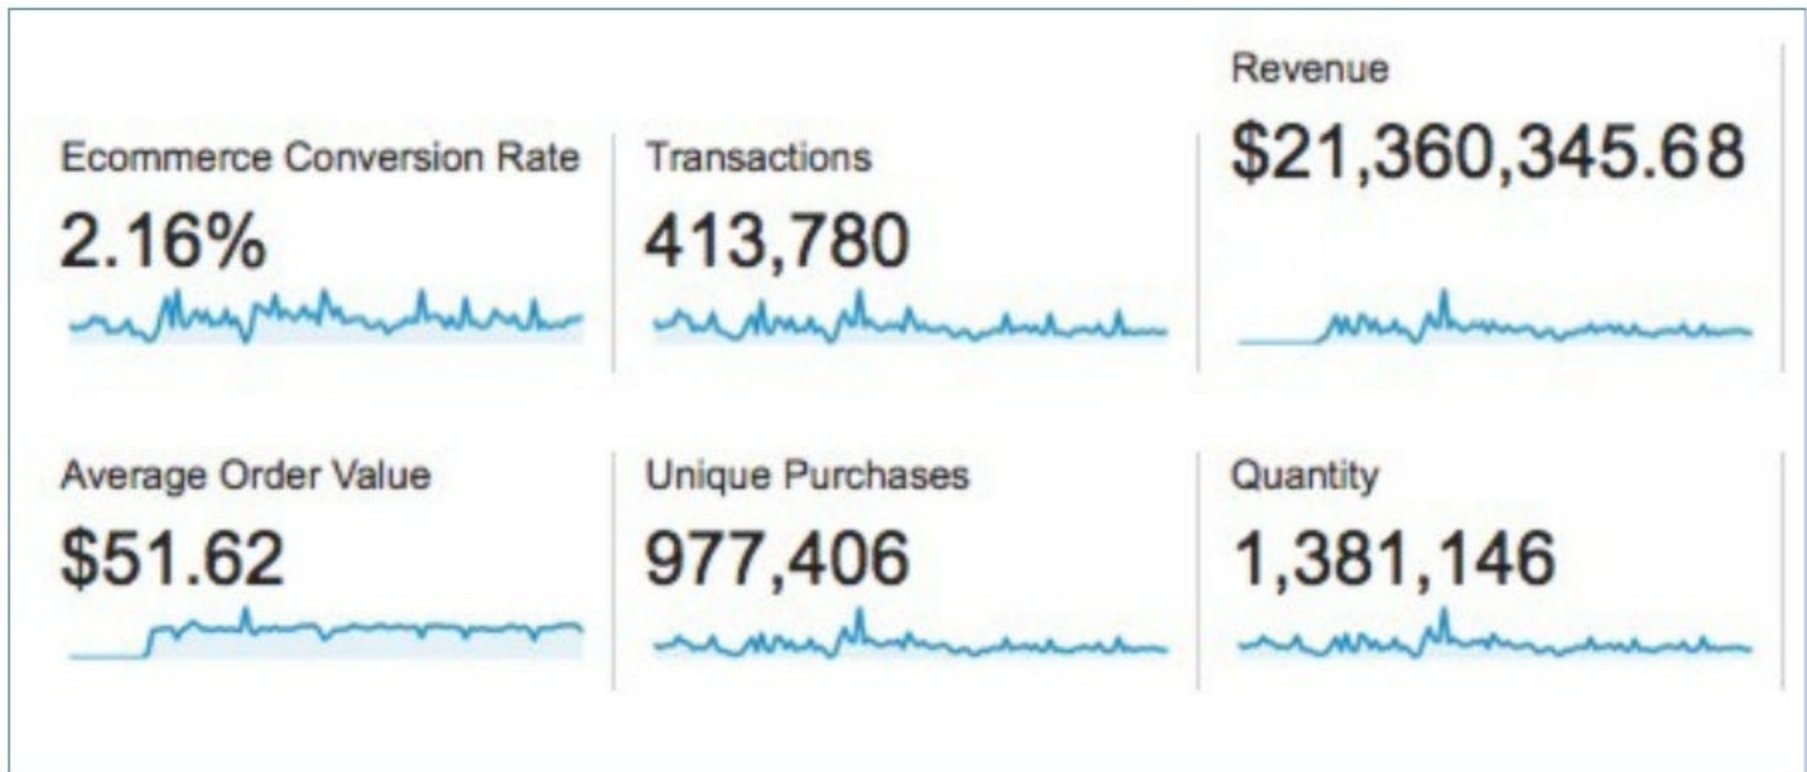 Ecommerce Conversion Rate
2.16%
Transactions
413,780
Revenue
$21,360,345.68
Average Order Value
$51.62
Unique Purchases
977,406
Quantity
1,381,146